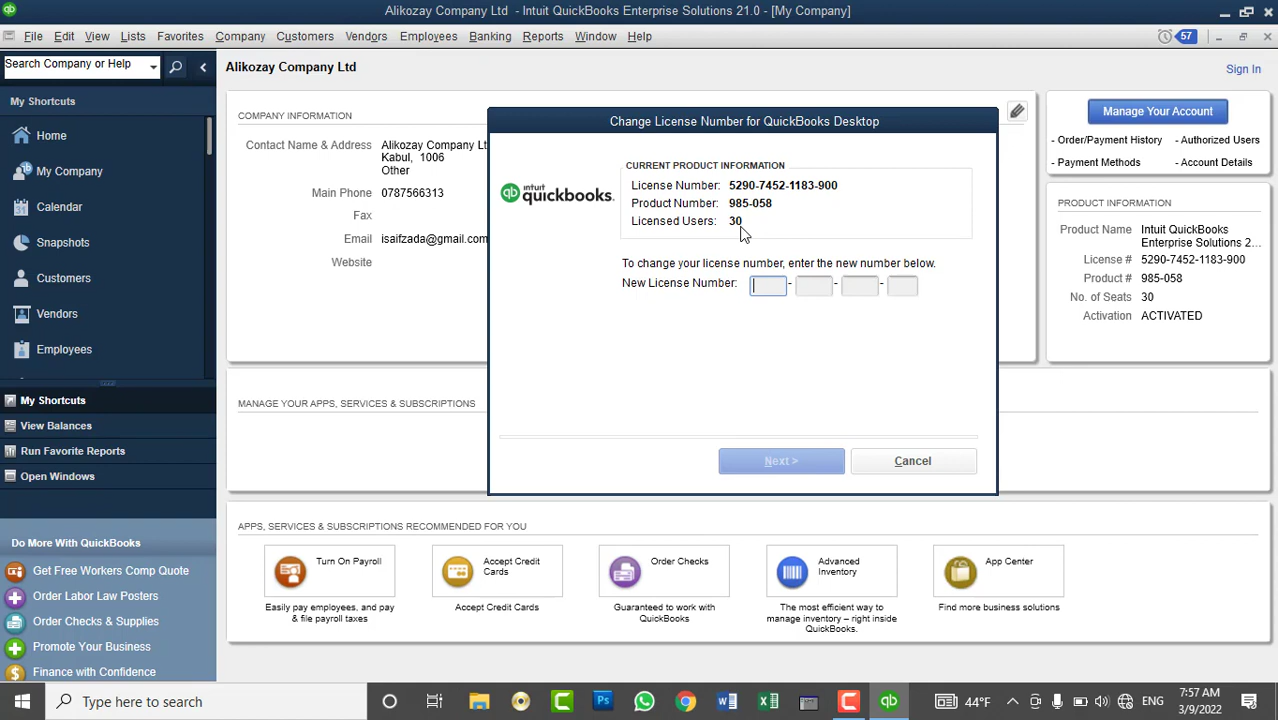 Alikozay Company Ltd - Intuit QuickBooks Enterprise Solutions 21.0 - [My Company]
File Edit View Lists Favorites Company Customers Vendors Employees Banking Reports Window Help
57
Search Company or Help
Alikozay Company Ltd
Sign In
My Shortcuts
Home
My Company
Calendar
Snapshots
Customers
Vendors
Employees
My Shortcuts
View Balances
Run Favorite Reports
Open Windows
Do More With QuickBooks
Get Free Workers Comp Quote
Order Labor Law Posters
Order Checks & Supplies
Promote Your Business
Finance with Confidence
COMPANY INFORMATION
Contact Name & Address Alikozay Company Lt
Kabul, 1006
Other
Main Phone 0787566313
Fax
Email isaifzada@gmail.com
Website
Change License Number for QuickBooks Desktop
intuit
quickbooks.
CURRENT PRODUCT INFORMATION
License Number: 5290-7452-1183-900
Product Number: 985-058
Licensed Users: 30
To change your license number, enter the new number below.
New License Number: - - -
Next >
Cancel
Manage Your Account
- Order/Payment History - Authorized Users
- Payment Methods - Account Details
PRODUCT INFORMATION
Product Name Intuit QuickBooks
Enterprise Solutions 2...
License # 5290-7452-1183-900
Product # 985-058
No. of Seats 30
Activation ACTIVATED
MANAGE YOUR APPS, SERVICES & SUBSCRIPTIONS
APPS, SERVICES & SUBSCRIPTIONS RECOMMENDED FOR YOU
Turn On Payroll
Easily pay employees, and pay
& file payroll taxes
Accept Credit
Cards
Accept Credit Cards
Order Checks
Guaranteed to work with
QuickBooks
Advanced
Inventory
The most efficient way to
manage inventory – right inside
QuickBooks.
App Center
Find more business solutions
Type here to search
44°F
ENG
7:57 AM
3/9/2022